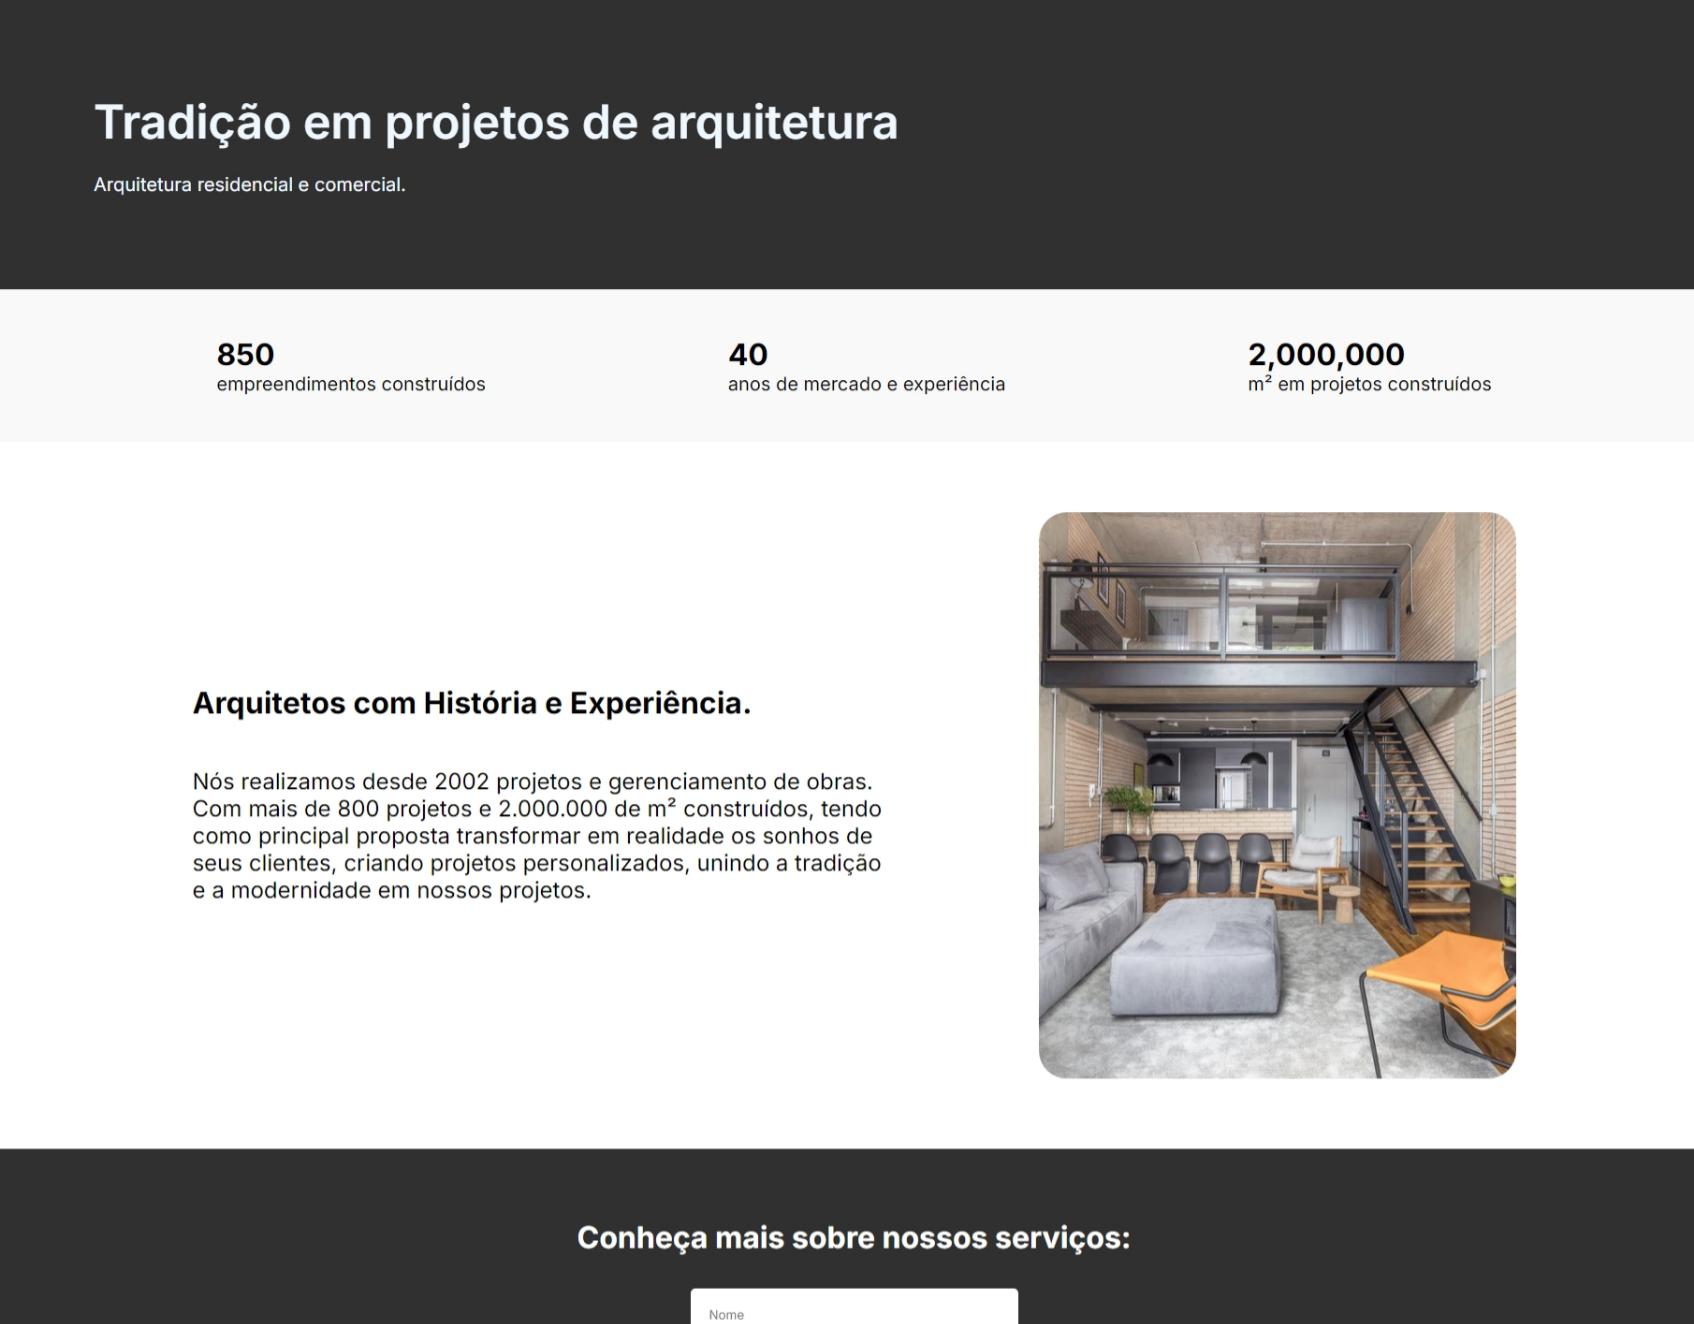 Tradição em projetos de arquitetura
Arquitetura residencial e comercial.
850
empreendimentos construídos
40
anos de mercado e experiência
2,000,000
m² em projetos construídos
Arquitetos com História e Experiência.
Nós realizamos desde 2002 projetos e gerenciamento de obras.
Com mais de 800 projetos e 2.000.000 de m² construídos, tendo
como principal proposta transformar em realidade os sonhos de
seus clientes, criando projetos personalizados, unindo a tradição
e a modernidade em nossos projetos.
Conheça mais sobre nossos serviços:
Nome